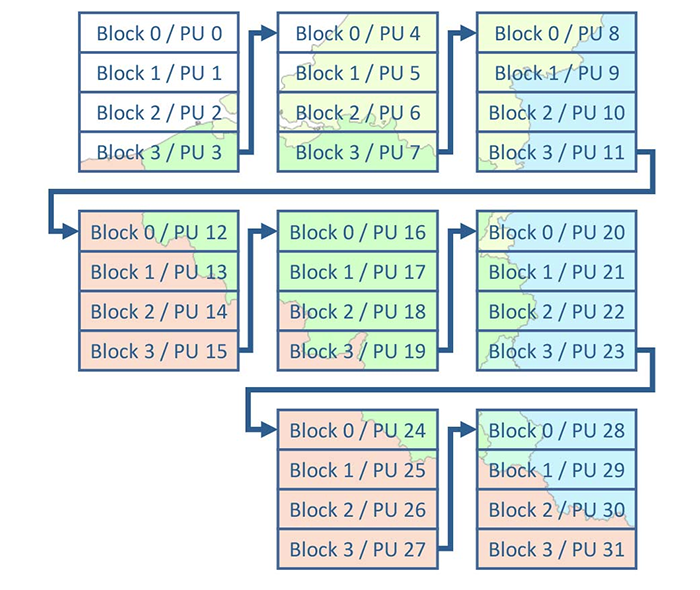 Block 0 / PU 0
Block 1 / PU 1
Block 2 / PU 2
Block 3 / PU 3
Block 0 / PU 4
Block 1 / PU 5
Block 2 / PU 6
Block 3 / PU 7
Block 0 / PU 8
Block 1 / PU 9
Block 2 / PU 10
Block 3 / PU 11
Block 0 / PU 12
Block 1 / PU 13
Block 2 / PU 14
Block 3 / PU 15
Block 0 / PU 16
Block 1 / PU 17
Block 2 / PU 18
Block 3 / PU 19
Block 0 / PU 20
Block 1 / PU 21
Block 2 / PU 22
Block 3 / PU 23
Block 0 / PU 24
Block 1 / PU 25
Block 2 / PU 26
Block 3 / PU 27
Block 0 / PU 28
Block 1 / PU 29
Block 2 / PU 30
Block 3 / PU 31